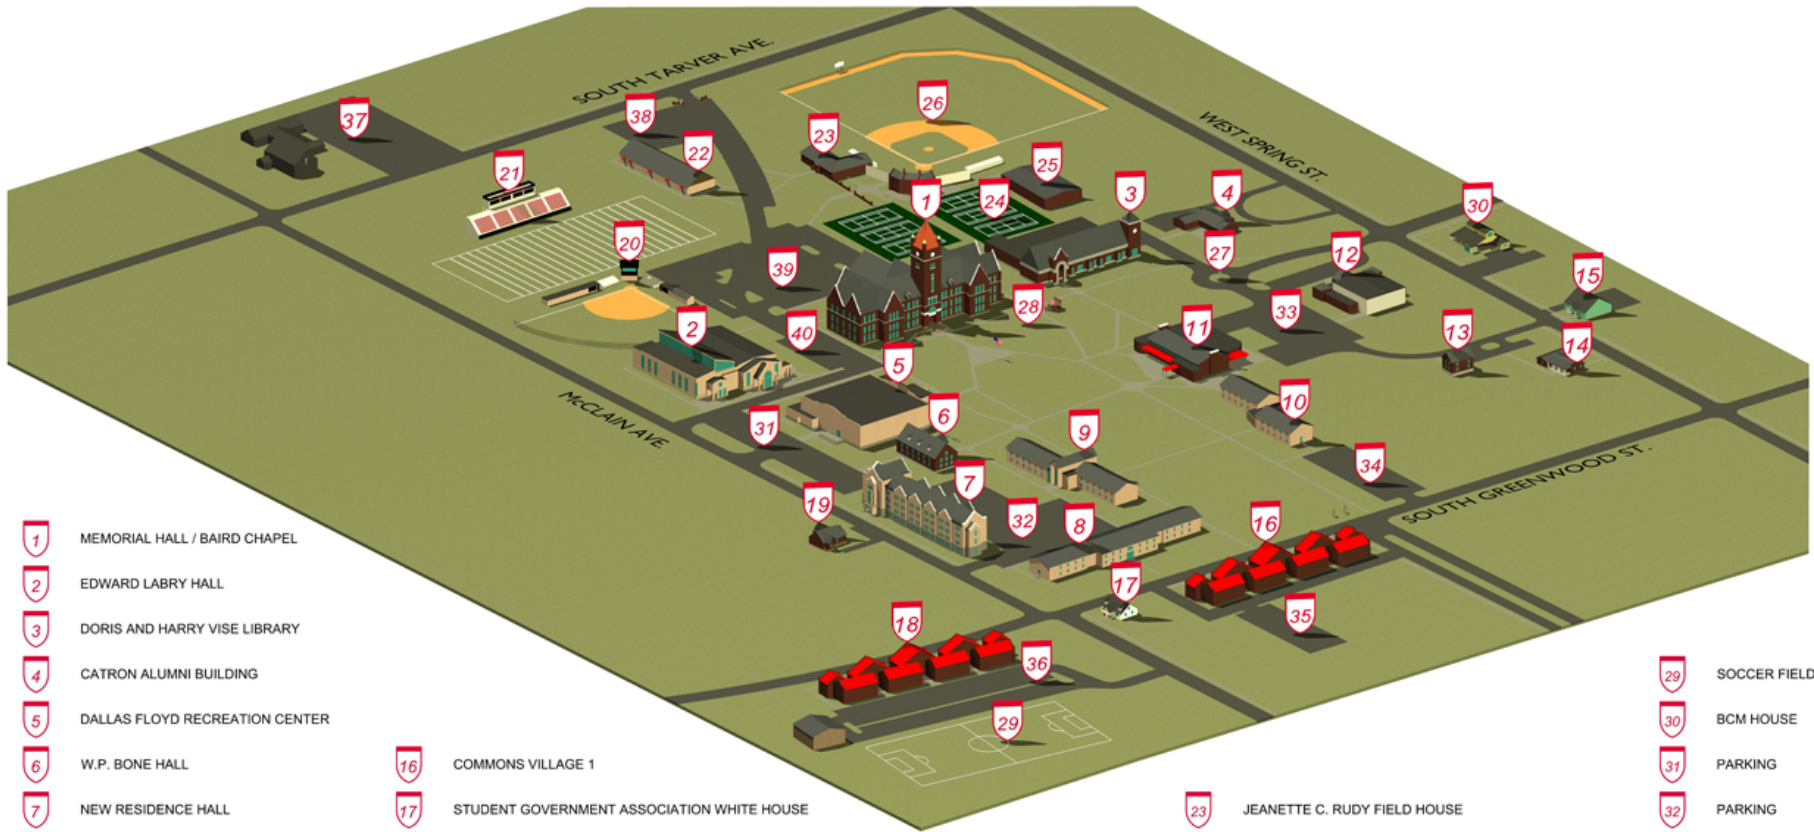 SOUTH TARVER AVE.
WEST SPRING ST.
37
38
26
23
22
21
25
1
24
3
4
30
20
39
27
12
15
28
33
2
40
11
13
14
5
McCLAIN AVE.
31
6
9
10
34
SOUTH GREENWOOD ST.
7
19
32
8
16
17
35
18
36
29
1 MEMORIAL HALL / BAIRD CHAPEL
2 EDWARD LABRY HALL
3 DORIS AND HARRY VISE LIBRARY
4 CATRON ALUMNI BUILDING
5 DALLAS FLOYD RECREATION CENTER
6 W.P. BONE HALL
7 NEW RESIDENCE HALL
16 COMMONS VILLAGE 1
17 STUDENT GOVERNMENT ASSOCIATION WHITE HOUSE
23 JEANETTE C. RUDY FIELD HOUSE
29 SOCCER FIELD
30 BCM HOUSE
31 PARKING
32 PARKING